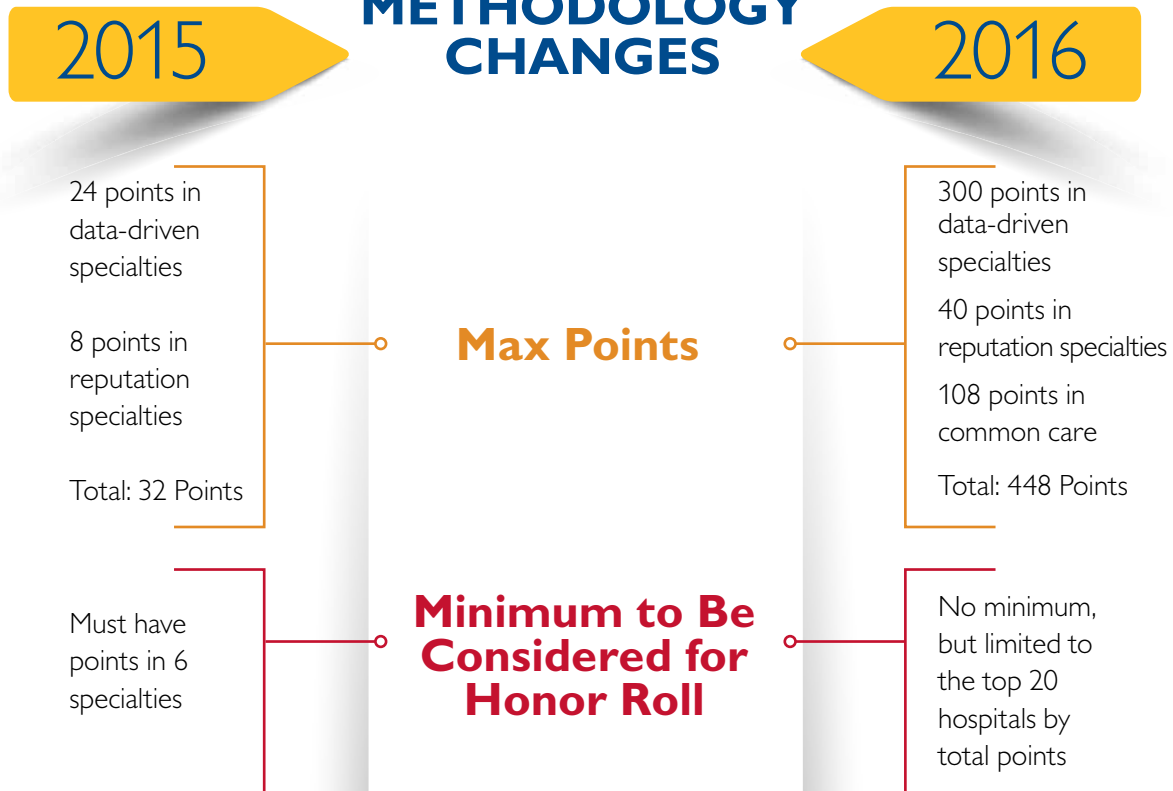 METHODOLOGY
CHANGES
2015
2016
24 points in
data-driven
specialties
8 points in
reputation
specialties
Total: 32 Points
Max Points
300 points in
data-driven
specialties
40 points in
reputation specialties
108 points in
common care
Total: 448 Points
Must have
points in 6
specialties
Minimum to Be
Considered for
Honor Roll
No minimum,
but limited to
the top 20
hospitals by
total points